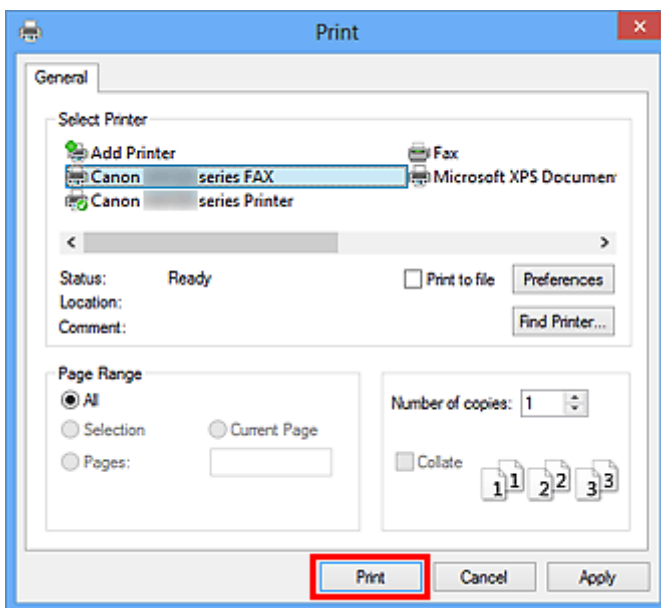 Print
General
Select Printer
Add Printer
Fax
Canon series FAX
Microsoft XPS Documen
Canon series Printer
Status: Ready
Print to file
Preferences
Location:
Comment:
Find Printer...
Page Range
All
Selection
Current Page
Pages:
Number of copies: 1
Collate
1 1 2 2 3 3
Print
Cancel
Apply